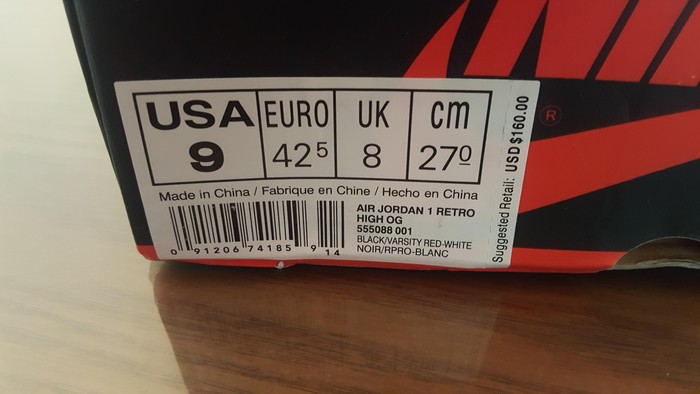 USA EURO UK cm
9 42 5 8 27 0
Made in China / Fabrique en Chine / Hecho en China
AIR JORDAN 1 RETRO
HIGH OG
555088 001
BLACK/VARSITY RED-WHITE
NOIR/RPRO-BLANC
0 91206 74185 9 14
Suggested Retail: USD $160.00
®